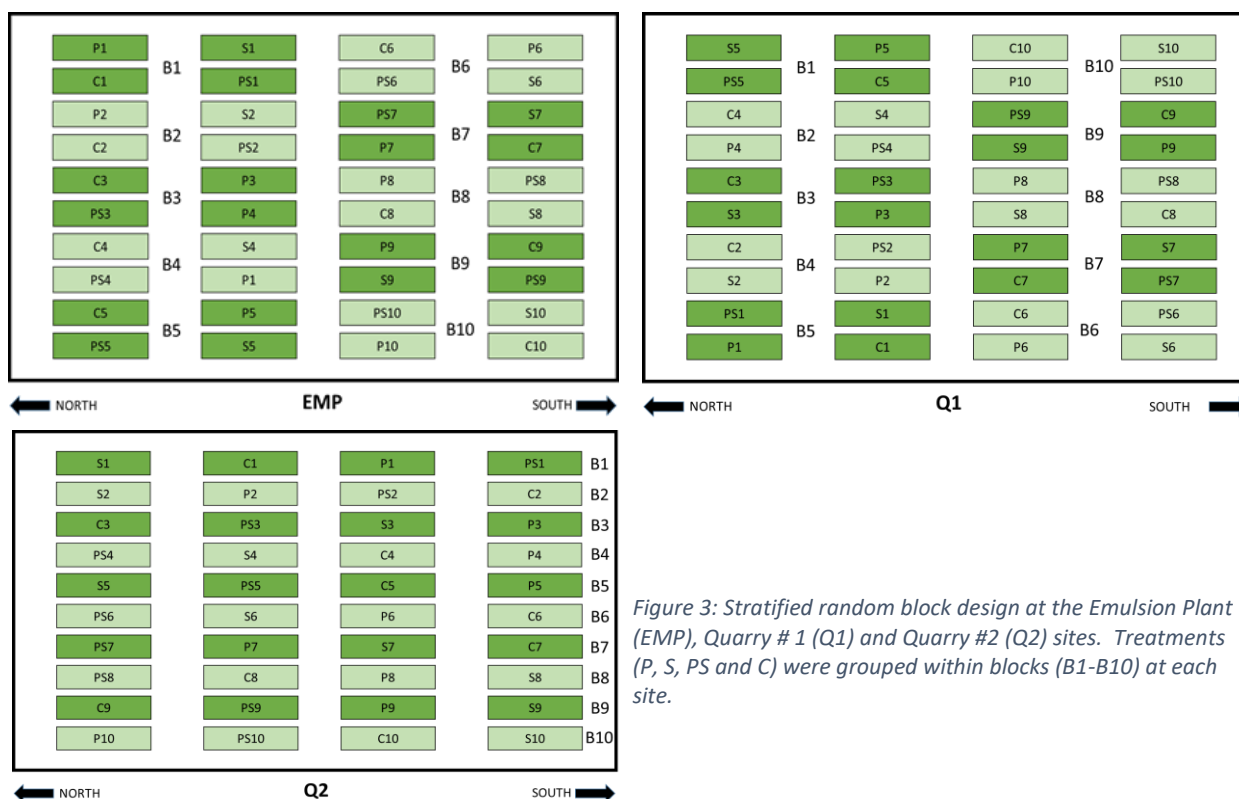 P1 S1 C6 P6
B1 B6
C1 PS1 PS6 S6
P2 S2 PS7 S7
B2 B7
C2 PS2 P7 C7
C3 P3 P8 PS8
B3 B8
PS3 P4 C8 S8
C4 S4 P9 C9
B4 B9
PS4 P1 S9 PS9
C5 P5 PS10 S10
B5 B10
PS5 S5 P10 C10
NORTH EMP SOUTH
S5 P5 C10 S10
B1 B10
PS5 C5 P10 PS10
C4 S4 PS9 C9
B2 B9
P4 PS4 S9 P9
C3 PS3 P8 PS8
B3 B8
S3 P3 S8 C8
C2 PS2 P7 S7
B4 B7
S2 P2 C7 PS7
PS1 S1 C6 PS6
B5 B6
P1 C1 P6 S6
NORTH Q1 SOUTH
S1 C1 P1 PS1 B1
S2 P2 PS2 C2 B2
C3 PS3 S3 P3 B3
PS4 S4 C4 P4 B4
S5 PS5 C5 P5 B5
PS6 S6 P6 C6 B6
PS7 P7 S7 C7 B7
PS8 C8 P8 S8 B8
C9 PS9 P9 S9 B9
P10 PS10 C10 S10 B10
NORTH Q2 SOUTH
Figure 3: Stratified random block design at the Emulsion Plant
(EMP), Quarry # 1 (Q1) and Quarry #2 (Q2) sites. Treatments
(P, S, PS and C) were grouped within blocks (B1-B10) at each
site.